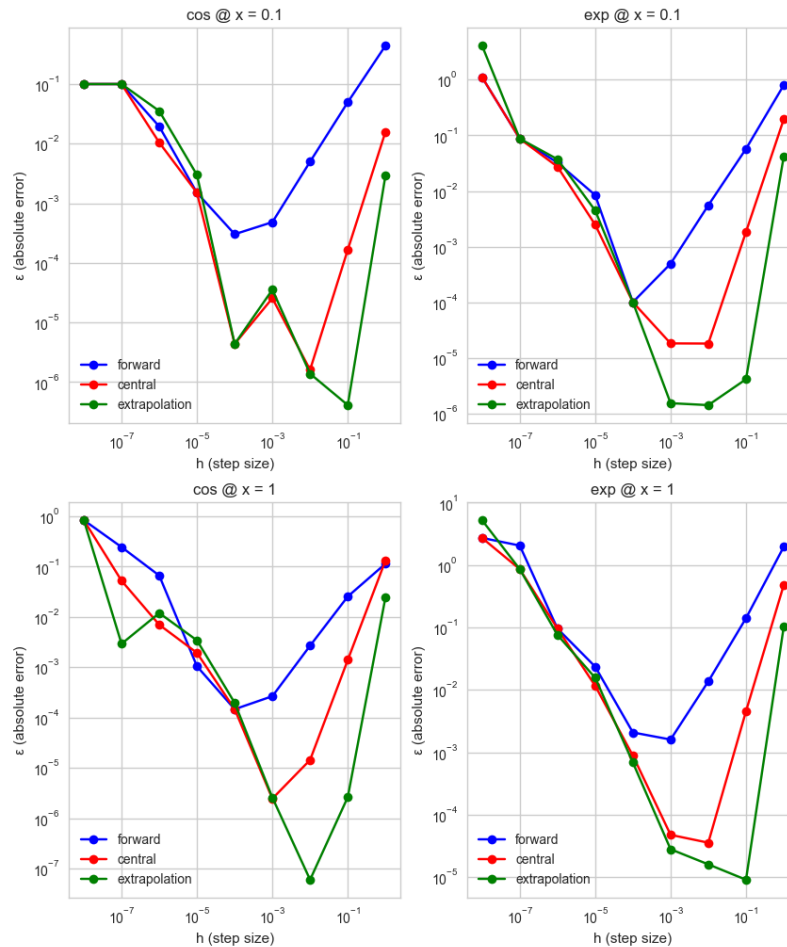 cos @ x = 0.1
ε (absolute error)
10⁻¹
10⁻²
10⁻³
10⁻⁴
10⁻⁵
10⁻⁶
forward
central
extrapolation
10⁻⁷ 10⁻⁵ 10⁻³ 10⁻¹
h (step size)
exp @ x = 0.1
ε (absolute error)
10⁰
10⁻¹
10⁻²
10⁻³
10⁻⁴
10⁻⁵
10⁻⁶
forward
central
extrapolation
10⁻⁷ 10⁻⁵ 10⁻³ 10⁻¹
h (step size)
cos @ x = 1
ε (absolute error)
10⁰
10⁻¹
10⁻²
10⁻³
10⁻⁴
10⁻⁵
10⁻⁶
10⁻⁷
forward
central
extrapolation
10⁻⁷ 10⁻⁵ 10⁻³ 10⁻¹
h (step size)
exp @ x = 1
ε (absolute error)
10¹
10⁰
10⁻¹
10⁻²
10⁻³
10⁻⁴
10⁻⁵
forward
central
extrapolation
10⁻⁷ 10⁻⁵ 10⁻³ 10⁻¹
h (step size)